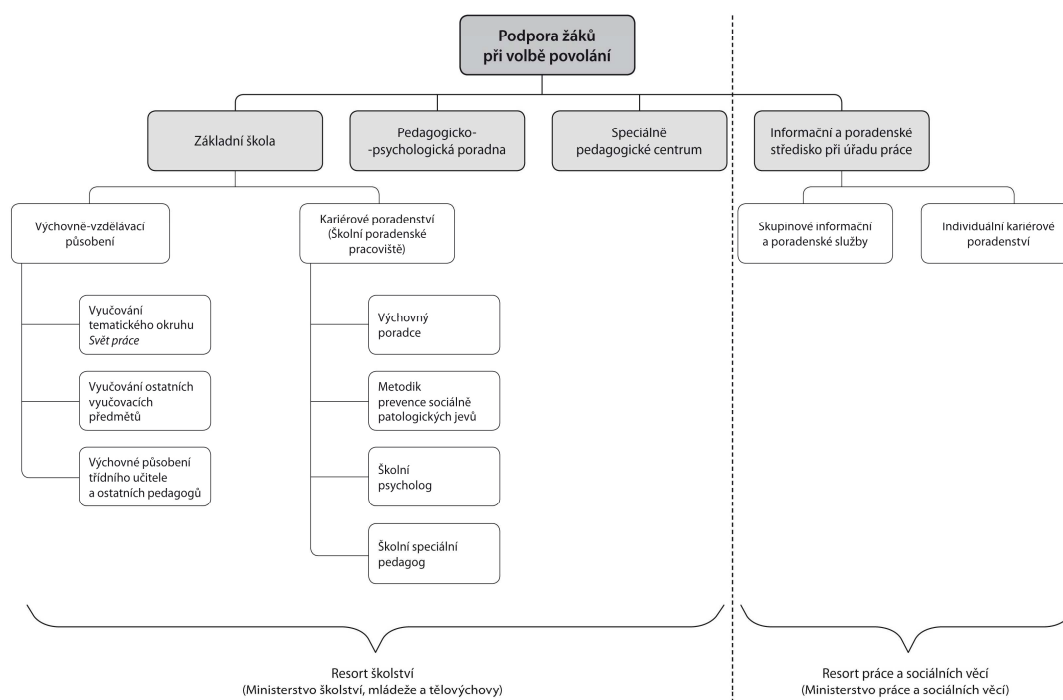 Podpora žáků
při volbě povolání
Základní škola
Pedagogicko-
-psychologická poradna
Speciálně
pedagogické centrum
Informační a poradenské
středisko při úřadu práce
Výchovně-vzdělávací
působení
Kariérové poradenství
(Školní poradenské
pracoviště)
Skupinové informační
a poradenské služby
Individuální kariérové
poradenství
Vyučování
tematického okruhu
Svět práce
Vyučování ostatních
vyučovacích
předmětů
Výchovné působení
třídního učitele
a ostatních pedagogů
Výchovný
poradce
Metodik
prevence sociálně
patologických jevů
Školní
psycholog
Školní speciální
pedagog
Resort školství
(Ministerstvo školství, mládeže a tělovýchovy)
Resort práce a sociálních věcí
(Ministerstvo práce a sociálních věcí)